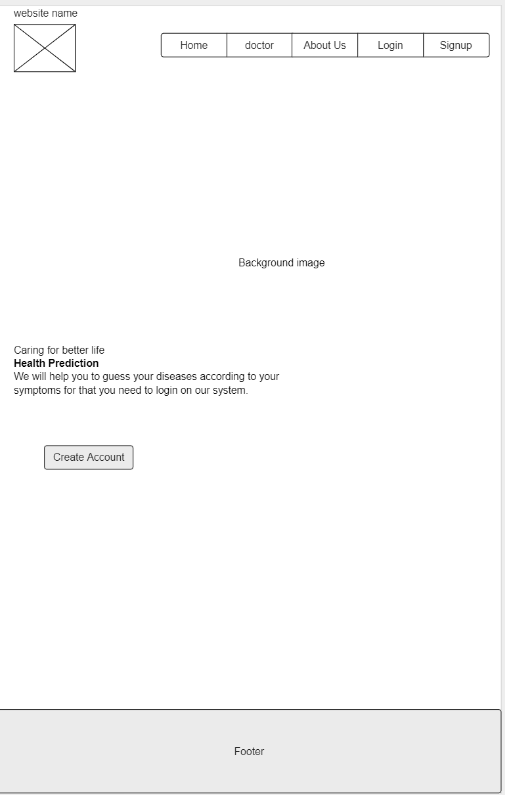 website name
Home
doctor
About Us
Login
Signup
Background image
Caring for better life
Health Prediction
We will help you to guess your diseases according to your
symptoms for that you need to login on our system.
Create Account
Footer